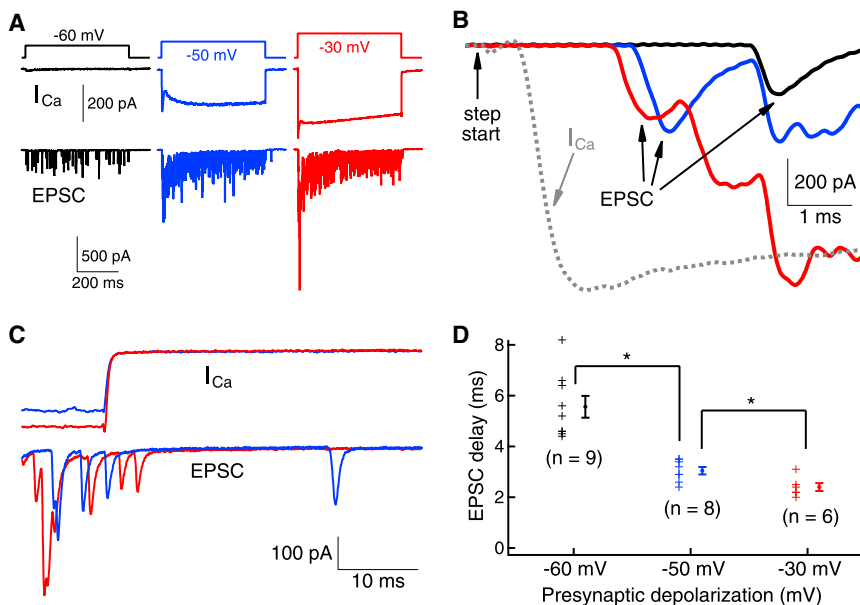 A
-60 mV
-50 mV
-30 mV
ICa
200 pA
EPSC
500 pA
200 ms
B
step
start
ICa
EPSC
200 pA
1 ms
C
ICa
EPSC
100 pA
10 ms
D
EPSC delay (ms)
8
6
4
2
0
*
*
(n = 9)
(n = 8)
(n = 6)
-60 mV
-50 mV
-30 mV
Presynaptic depolarization (mV)